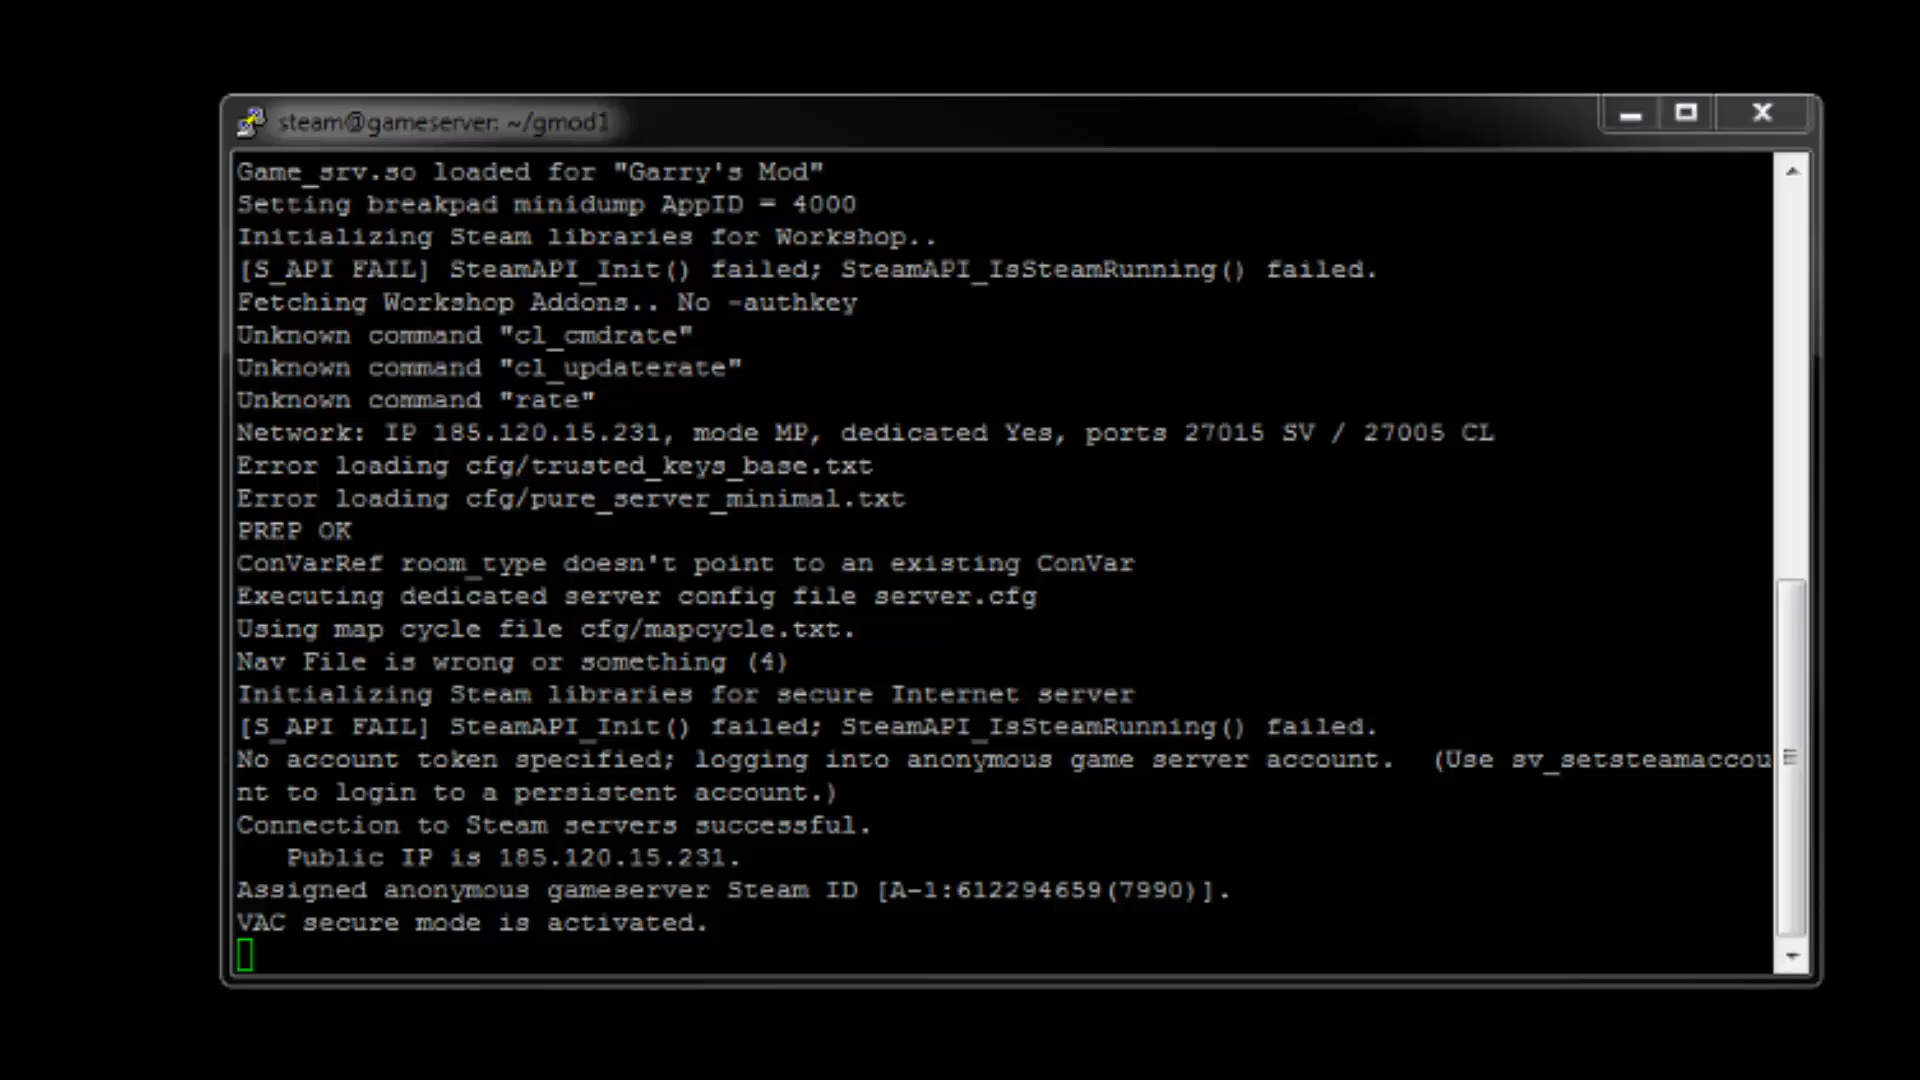 steam@gameserver: ~/gmod1
Game_srv.so loaded for "Garry's Mod"
Setting breakpad minidump AppID = 4000
Initializing Steam libraries for Workshop..
[S_API FAIL] SteamAPI_Init() failed; SteamAPI_IsSteamRunning() failed.
Fetching Workshop Addons.. No -authkey
Unknown command "cl_cmdrate"
Unknown command "cl_updaterate"
Unknown command "rate"
Network: IP 185.120.15.231, mode MP, dedicated Yes, ports 27015 SV / 27005 CL
Error loading cfg/trusted_keys_base.txt
Error loading cfg/pure_server_minimal.txt
PREP OK
ConVarRef room_type doesn't point to an existing ConVar
Executing dedicated server config file server.cfg
Using map cycle file cfg/mapcycle.txt.
Nav File is wrong or something (4)
Initializing Steam libraries for secure Internet server
[S_API FAIL] SteamAPI_Init() failed; SteamAPI_IsSteamRunning() failed.
No account token specified; logging into anonymous game server account.  (Use sv_setsteamaccou
nt to login to a persistent account.)
Connection to Steam servers successful.
   Public IP is 185.120.15.231.
Assigned anonymous gameserver Steam ID [A-1:612294659(7990)].
VAC secure mode is activated.